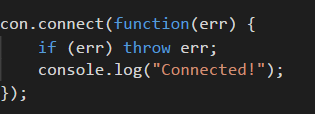 con.connect(function(err) {
    if (err) throw err;
    console.log("Connected!");
});